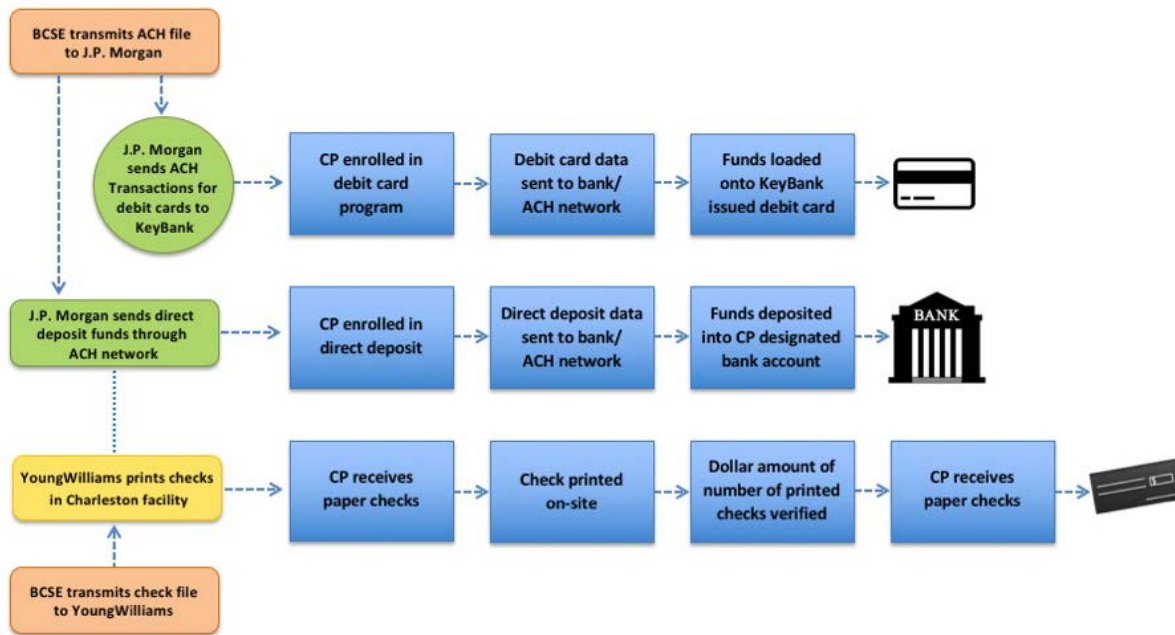 BCSE transmits ACH file
to J.P. Morgan
J.P. Morgan
sends ACH
Transactions for
debit cards to
KeyBank
CP enrolled in
debit card
program
Debit card data
sent to bank/
ACH network
Funds loaded
onto KeyBank
issued debit card
J.P. Morgan sends direct
deposit funds through
ACH network
CP enrolled in
direct deposit
Direct deposit data
sent to bank/
ACH network
Funds deposited
into CP designated
bank account
BANK
YoungWilliams prints checks
in Charleston facility
CP receives
paper checks
Check printed
on-site
Dollar amount of
number of printed
checks verified
CP receives
paper checks
BCSE transmits check file
to YoungWilliams